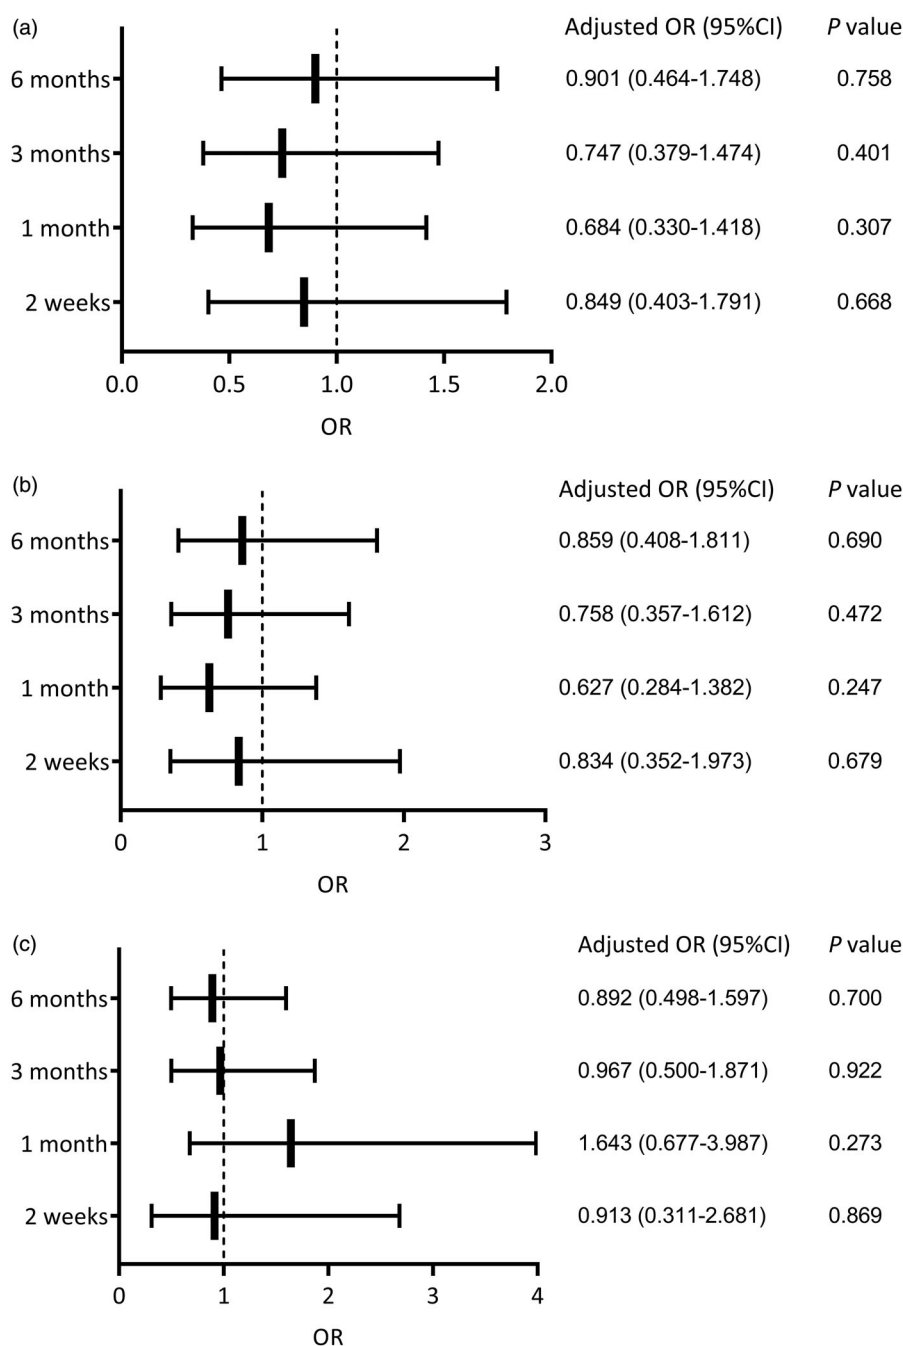 (a) Adjusted OR (95%CI) P value
6 months 0.901 (0.464-1.748) 0.758
3 months 0.747 (0.379-1.474) 0.401
1 month 0.684 (0.330-1.418) 0.307
2 weeks 0.849 (0.403-1.791) 0.668
0.0 0.5 1.0 1.5 2.0
OR
(b) Adjusted OR (95%CI) P value
6 months 0.859 (0.408-1.811) 0.690
3 months 0.758 (0.357-1.612) 0.472
1 month 0.627 (0.284-1.382) 0.247
2 weeks 0.834 (0.352-1.973) 0.679
0 1 2 3
OR
(c) Adjusted OR (95%CI) P value
6 months 0.892 (0.498-1.597) 0.700
3 months 0.967 (0.500-1.871) 0.922
1 month 1.643 (0.677-3.987) 0.273
2 weeks 0.913 (0.311-2.681) 0.869
0 1 2 3 4
OR